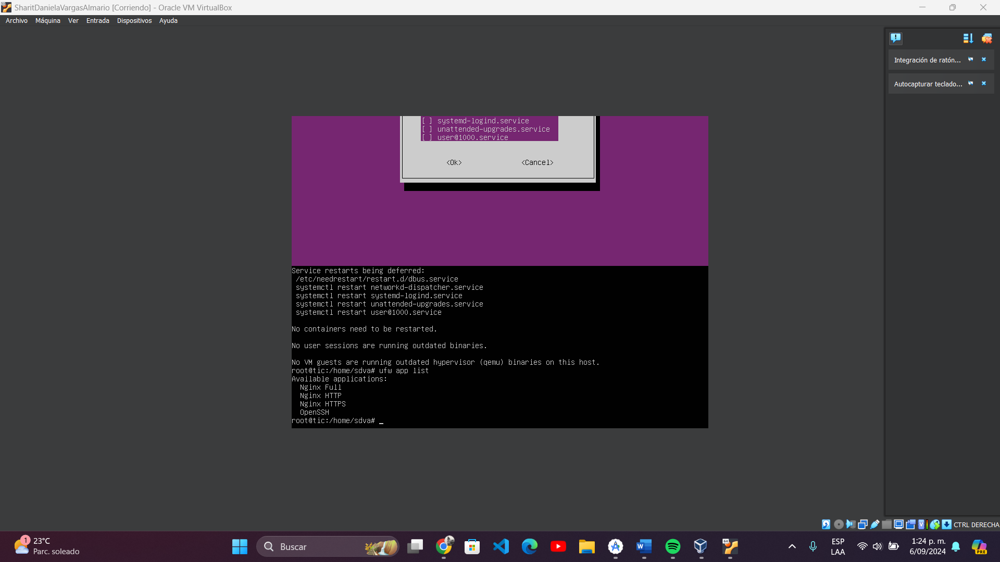 SharitDanielaVargasAlmario [Corriendo] - Oracle VM VirtualBox
Archivo Máquina Ver Entrada Dispositivos Ayuda
Integración de ratón...
Autocapturar teclado...
[ ] systemd-logind.service
[ ] unattended-upgrades.service
[ ] user@1000.service
<Ok> <Cancel>
Service restarts being deferred:
/etc/needrestart/restart.d/dbus.service
systemctl restart networkd-dispatcher.service
systemctl restart systemd-logind.service
systemctl restart unattended-upgrades.service
systemctl restart user@1000.service
No containers need to be restarted.
No user sessions are running outdated binaries.
No VM guests are running outdated hypervisor (qemu) binaries on this host.
root@tic:/home/sdva# ufw app list
Available applications:
Nginx Full
Nginx HTTP
Nginx HTTPS
OpenSSH
root@tic:/home/sdva# _
CTRL DERECHA
1
23°C
Parc. soleado
Buscar
64
ESP
LAA
1:24 p. m.
6/09/2024
PRE